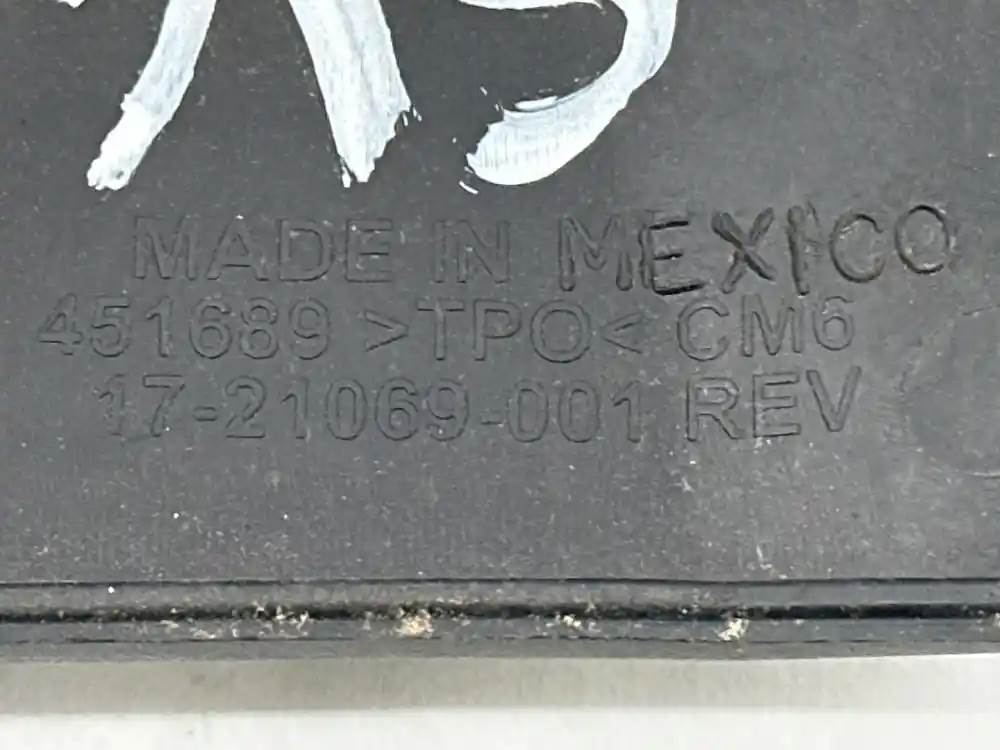 MADE IN MEXICO
451689 >TPO< CM6
17-21069-001 REV